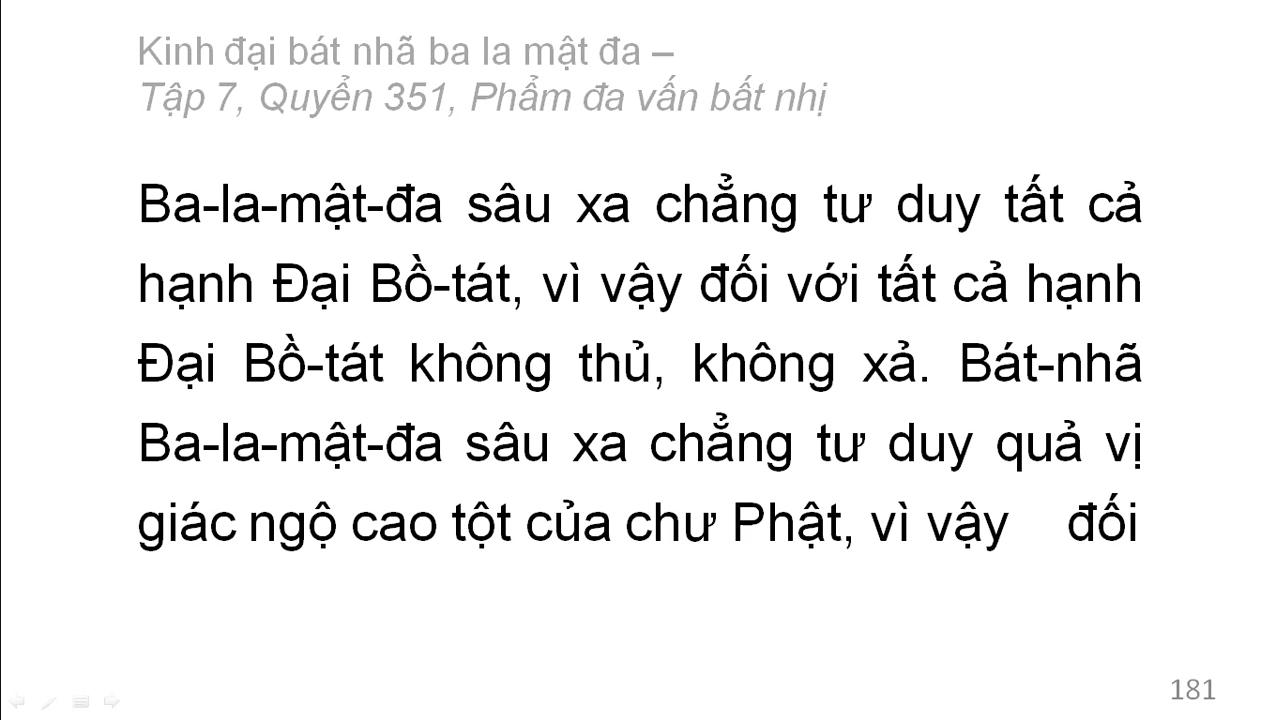 Kinh đại bát nhã ba la mật đa –
Tập 7, Quyển 351, Phẩm đa vấn bất nhị
Ba-la-mật-đa sâu xa chẳng tư duy tất cả
hạnh Đại Bồ-tát, vì vậy đối với tất cả hạnh
Đại Bồ-tát không thủ, không xả. Bát-nhã
Ba-la-mật-đa sâu xa chẳng tư duy quả vị
giác ngộ cao tột của chư Phật, vì vậy đối
181